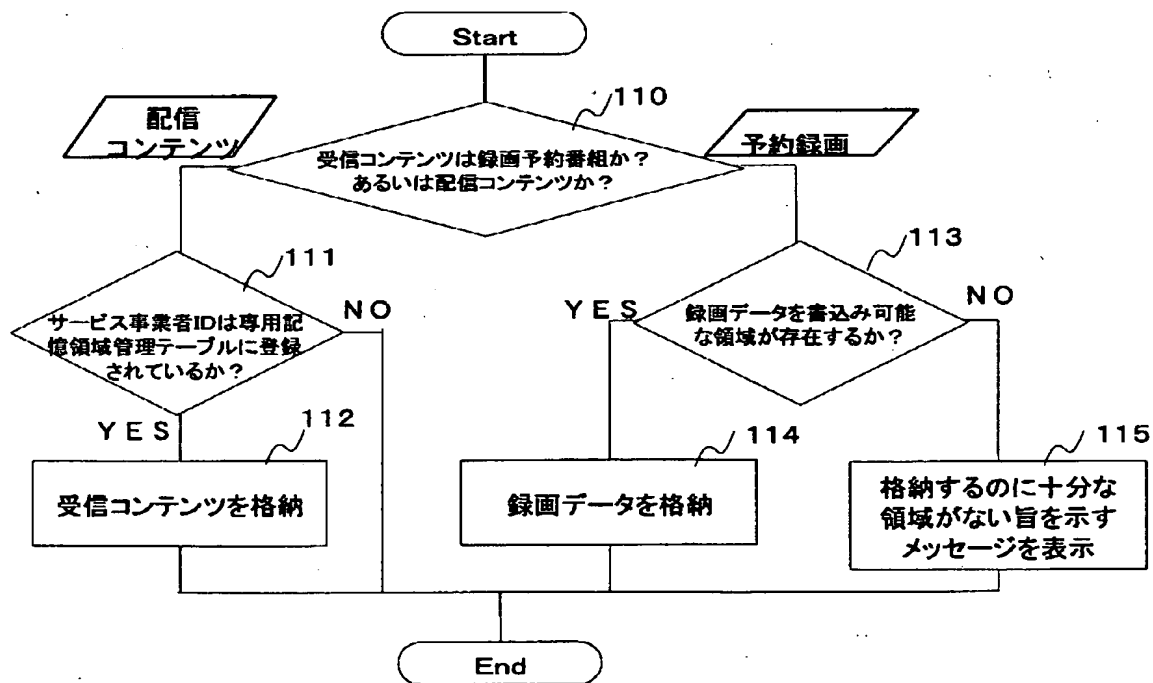 Start
110
配信
コンテンツ
受信コンテンツは録画予約番組か？
あるいは配信コンテンツか？
予約録画
111
サービス事業者IDは専用記
憶領域管理テーブルに登録
されているか？
NO
YES
113
YES
録画データを書込み可能
な領域が存在するか？
NO
112
受信コンテンツを格納
114
録画データを格納
115
格納するのに十分な
領域がない旨を示す
メッセージを表示
End